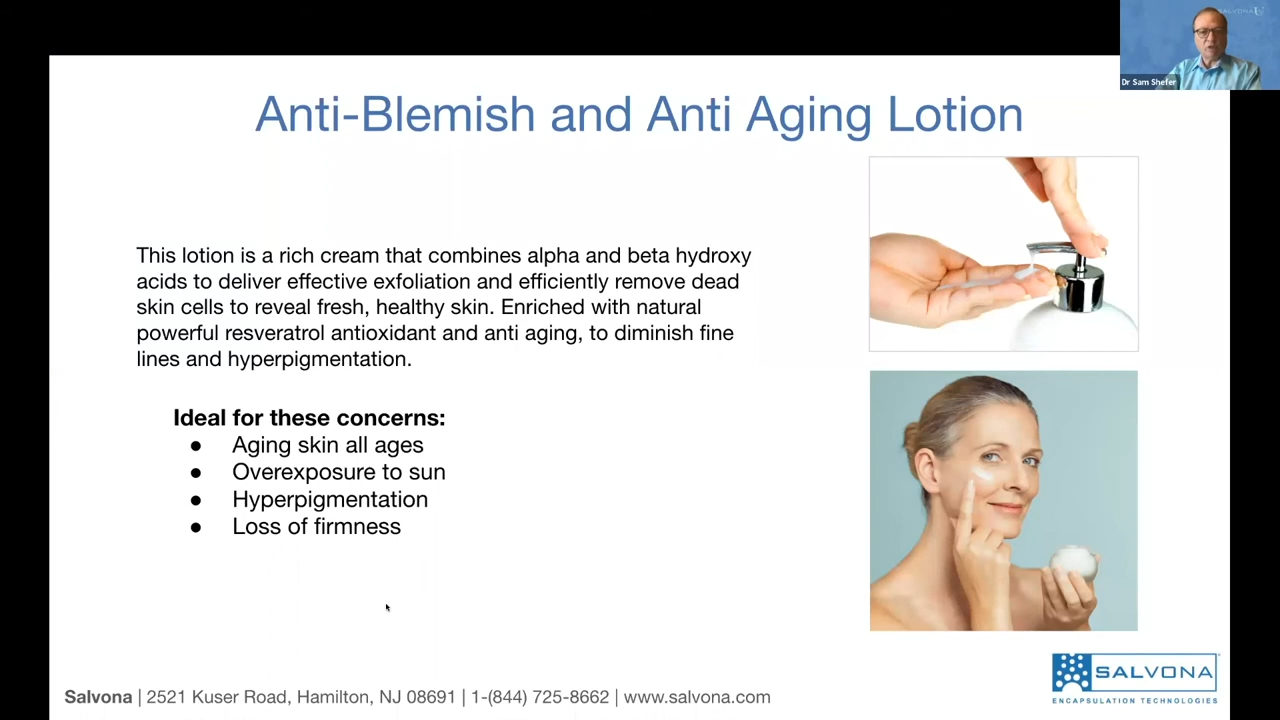 SALVONA
Dr Sam Shefer
Anti-Blemish and Anti Aging Lotion
This lotion is a rich cream that combines alpha and beta hydroxy
acids to deliver effective exfoliation and efficiently remove dead
skin cells to reveal fresh, healthy skin. Enriched with natural
powerful resveratrol antioxidant and anti aging, to diminish fine
lines and hyperpigmentation.
Ideal for these concerns:
● Aging skin all ages
● Overexposure to sun
● Hyperpigmentation
● Loss of firmness
SALVONA
ENCAPSULATION TECHNOLOGIES
Salvona | 2521 Kuser Road, Hamilton, NJ 08691 | 1-(844) 725-8662 | www.salvona.com